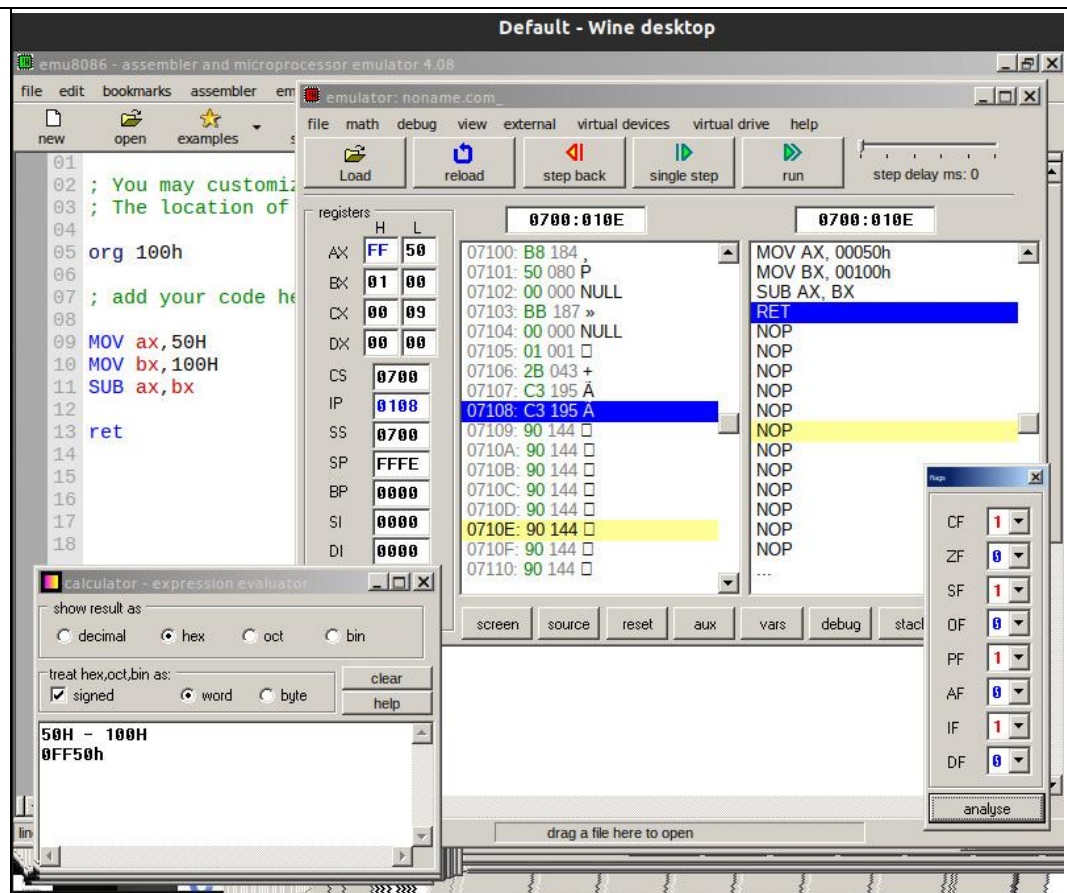 Default - Wine desktop
emu8086 - assembler and microprocessor emulator 4.08
file edit bookmarks assembler em
new open examples s
01
02 ; You may customiz
03 ; The location of
04
05 org 100h
06
07 ; add your code he
08
09 MOV ax,50H
10 MOV bx,100H
11 SUB ax,bx
12
13 ret
14
15
16
17
18
emulator: noname.com_
file math debug view external virtual devices virtual drive help
Load reload step back single step run step delay ms: 0
registers
H L
AX FF 50
BX 01 00
CX 00 09
DX 00 00
CS 0700
IP 0108
SS 0700
SP FFFE
BP 0000
SI 0000
DI 0000
0700:010E
07100: B8 184 ,
07101: 50 080 P
07102: 00 000 NULL
07103: BB 187 »
07104: 00 000 NULL
07105: 01 001 □
07106: 2B 043 +
07107: C3 195 Ã
07108: C3 195 Ã
07109: 90 144 □
0710A: 90 144 □
0710B: 90 144 □
0710C: 90 144 □
0710D: 90 144 □
0710E: 90 144 □
0710F: 90 144 □
07110: 90 144 □
0700:010E
MOV AX, 00050h
MOV BX, 00100h
SUB AX, BX
RET
NOP
NOP
NOP
NOP
NOP
NOP
NOP
NOP
NOP
NOP
NOP
NOP
...
screen source reset aux vars debug stacl
flags
CF 1
ZF 0
SF 1
OF 0
PF 1
AF 0
IF 1
DF 0
analyse
calculator - expression evaluator
show result as
decimal hex oct bin
treat hex,oct,bin as:
signed word byte
clear
help
50H - 100H
0FF50h
lin
drag a file here to open